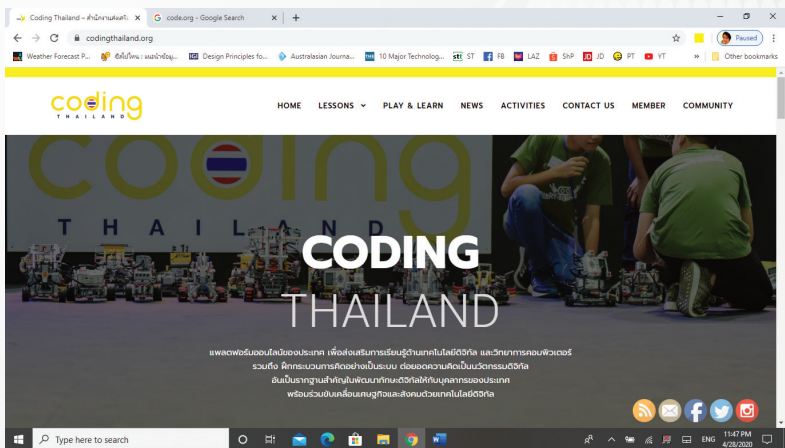 Coding Thailand – สำนักงานส่งเสริ
code.org - Google Search
codingthailand.org
Paused
Weather Forecast P...
Design Principles fo...
Australasian Journa...
10 Major Technolog...
stt ST
FB
LAZ
ShP
JD JD
PT
YT
»
Other bookmarks
coding
THAILAND
HOME
LESSONS
PLAY & LEARN
NEWS
ACTIVITIES
CONTACT US
MEMBER
COMMUNITY
coding
THAILAND
CODING
THAILAND
แพลตฟอร์มออนไลน์ของประเทศ เพื่อส่งเสริมการเรียนรู้ด้านเทคโนโลยีดิจิทัล และวิทยาการคอมพิวเตอร์
รวมถึง ฝึกกระบวนการคิดอย่างเป็นระบบ ต่อยอดความคิดเป็นนวัตกรรมดิจิทัล
อันเป็นรากฐานสำคัญในพัฒนาทักษะดิจิทัลให้กับบุคลากรของประเทศ
พร้อมร่วมขับเคลื่อนเศรษฐกิจและสังคมด้วยเทคโนโลยีดิจิทัล
Type here to search
ENG
11:47 PM
4/28/2020